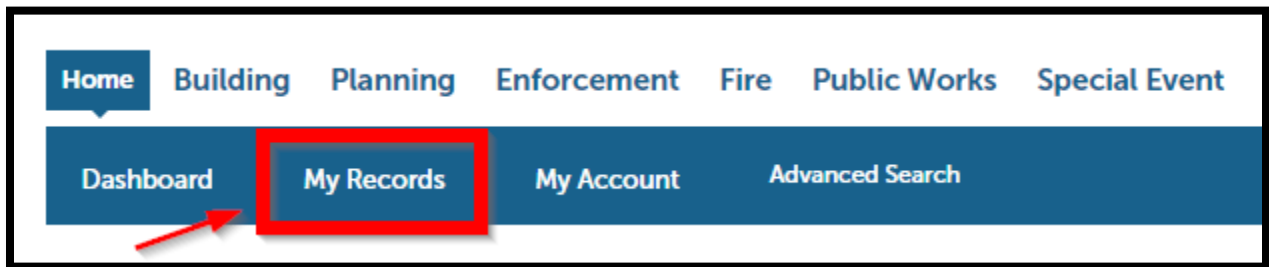 Home Building Planning Enforcement Fire Public Works Special Event
Dashboard My Records My Account Advanced Search